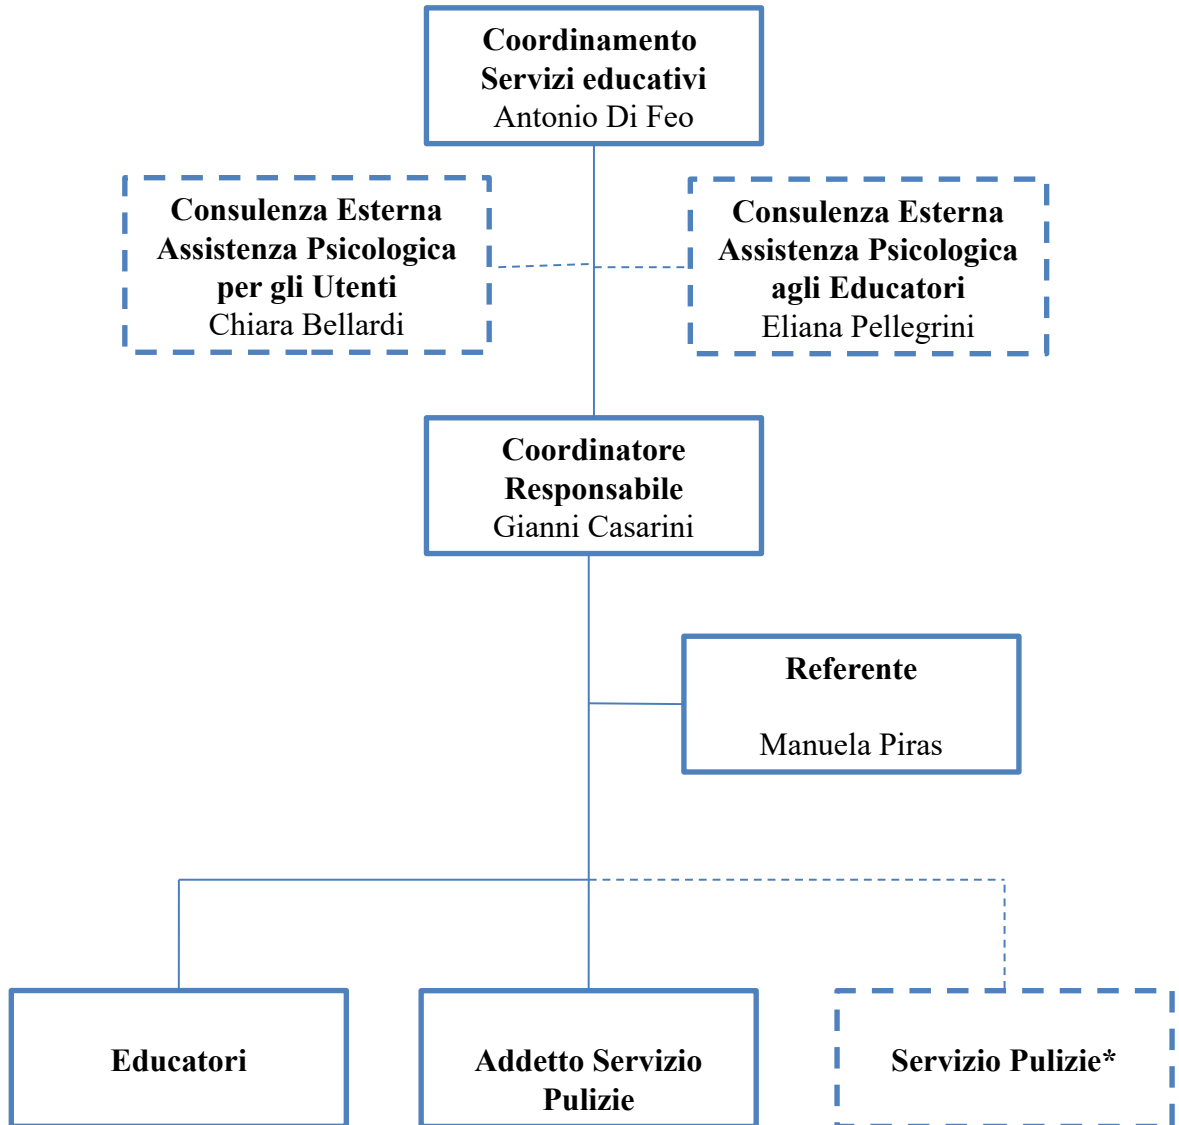 Coordinamento
Servizi educativi
Antonio Di Feo
Consulenza Esterna
Assistenza Psicologica
per gli Utenti
Chiara Bellardi
Consulenza Esterna
Assistenza Psicologica
agli Educatori
Eliana Pellegrini
Coordinatore
Responsabile
Gianni Casarini
Referente
Manuela Piras
Educatori
Addetto Servizio
Pulizie
Servizio Pulizie*